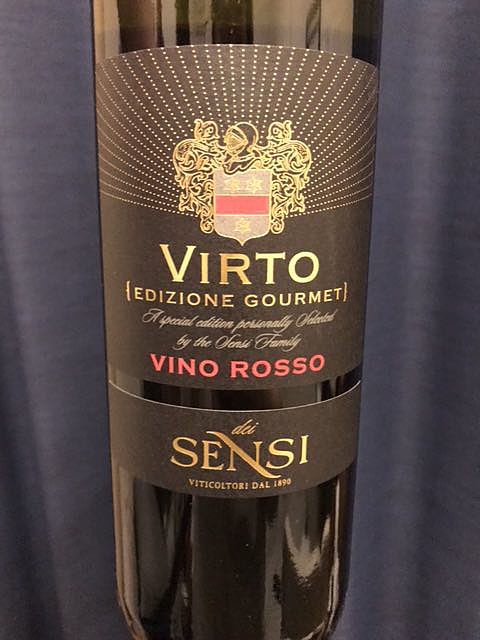 VIRTO
{EDIZIONE GOURMET}
A special edition personally Selected
by the Sensi Family
VINO ROSSO
dei
SENSI
VITICOLTORI DAL 1890